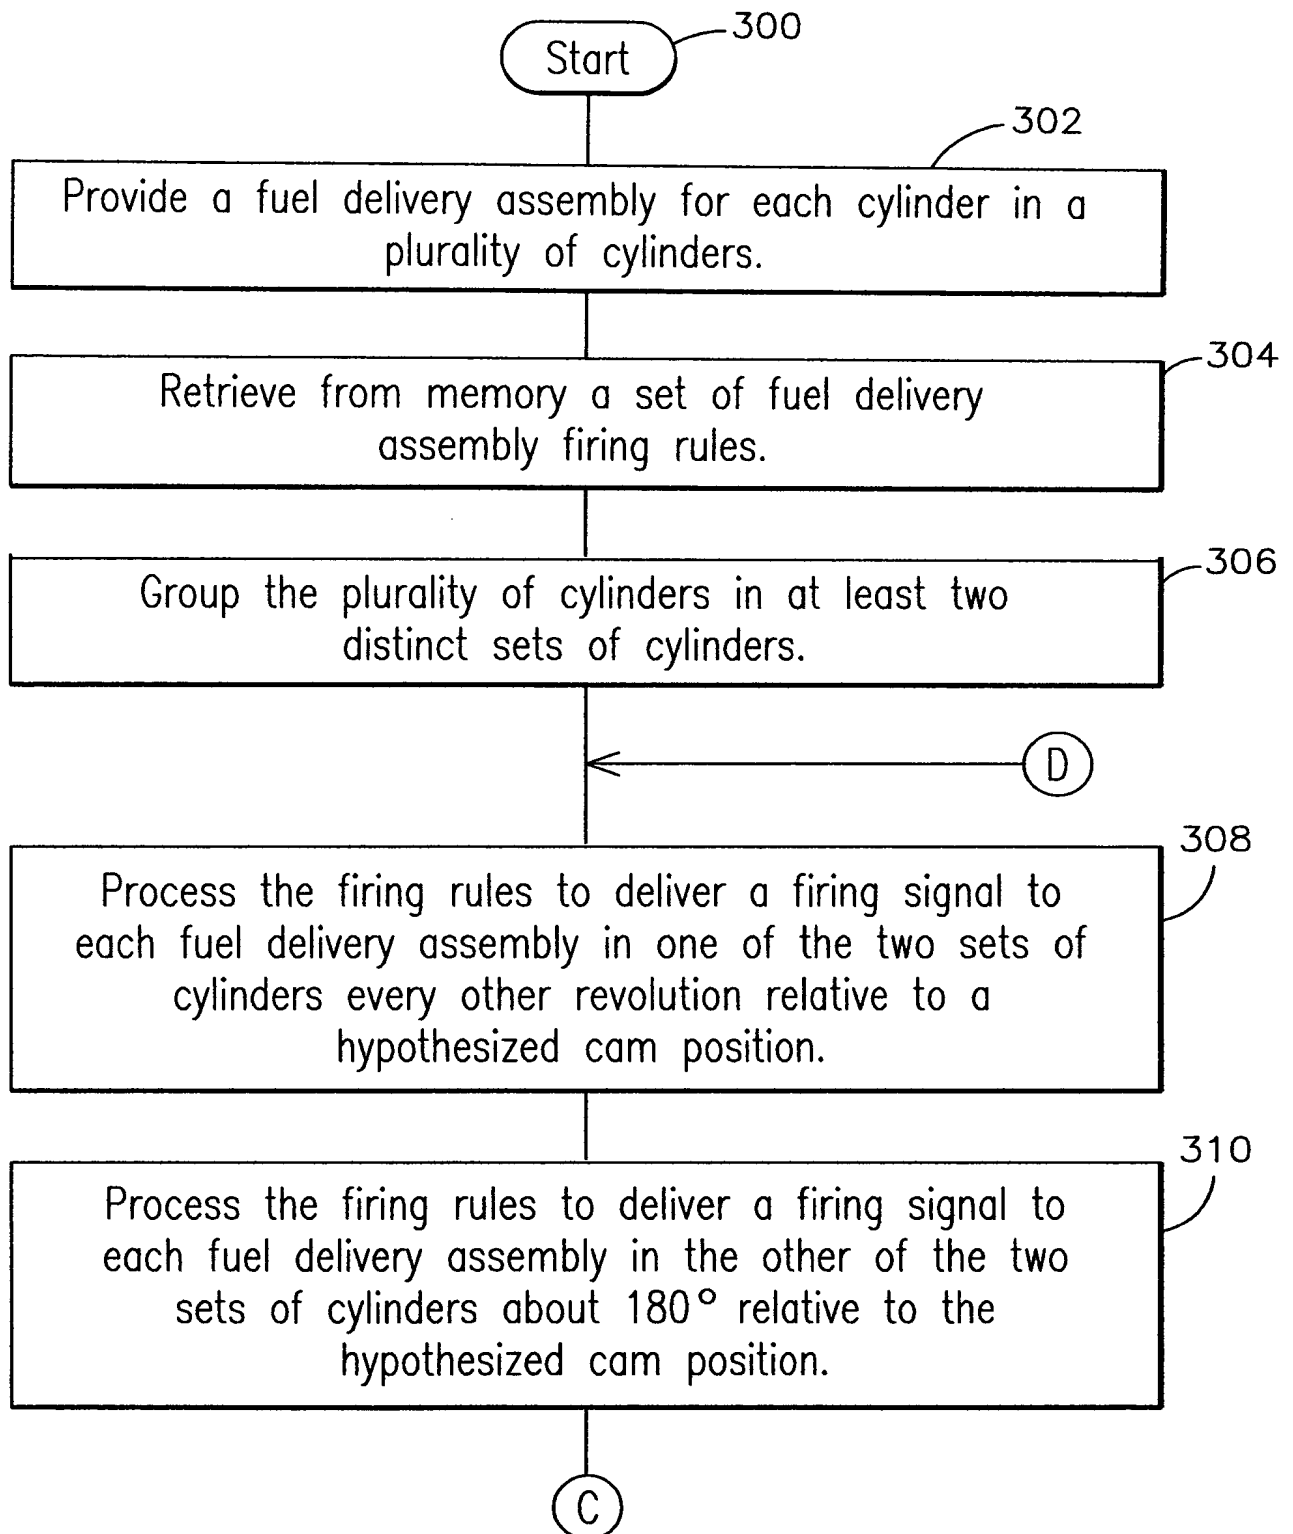 Start
300
302
Provide a fuel delivery assembly for each cylinder in a
plurality of cylinders.
304
Retrieve from memory a set of fuel delivery
assembly firing rules.
306
Group the plurality of cylinders in at least two
distinct sets of cylinders.
D
308
Process the firing rules to deliver a firing signal to
each fuel delivery assembly in one of the two sets of
cylinders every other revolution relative to a
hypothesized cam position.
310
Process the firing rules to deliver a firing signal to
each fuel delivery assembly in the other of the two
sets of cylinders about 180° relative to the
hypothesized cam position.
C